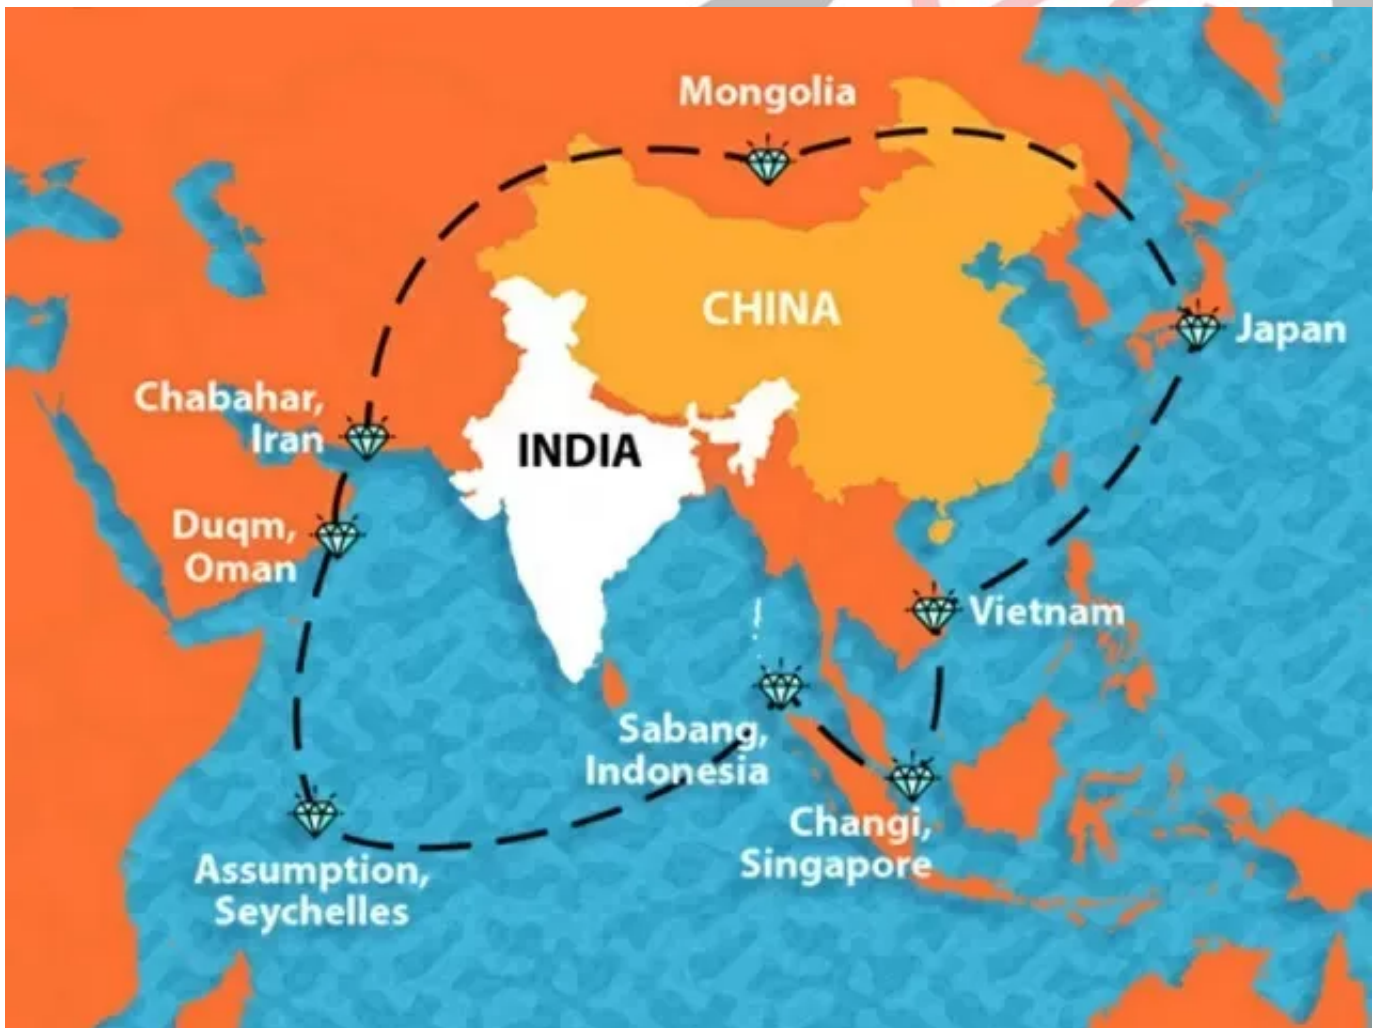 Mongolia
CHINA
Japan
Chabahar,
Iran
INDIA
Duqm,
Oman
Vietnam
Sabang,
Indonesia
Changi,
Singapore
Assumption,
Seychelles